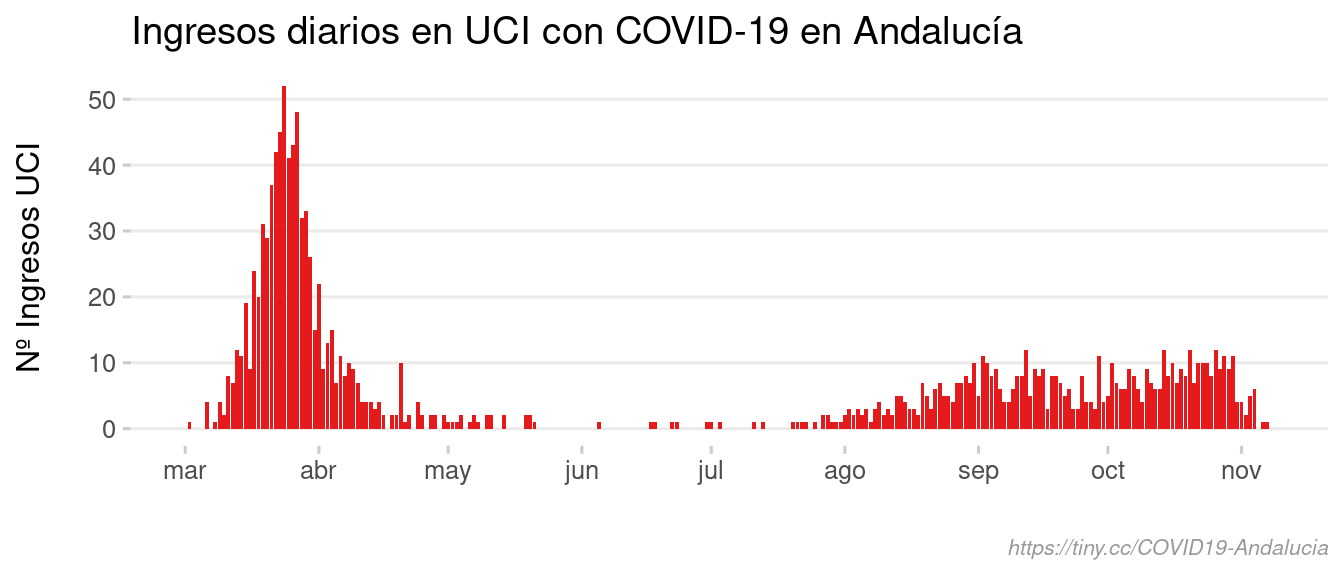 Ingresos diarios en UCI con COVID-19 en Andalucía
Nº Ingresos UCI
50
40
30
20
10
0
mar abr may jun jul ago sep oct nov
https://tiny.cc/COVID19-Andalucia